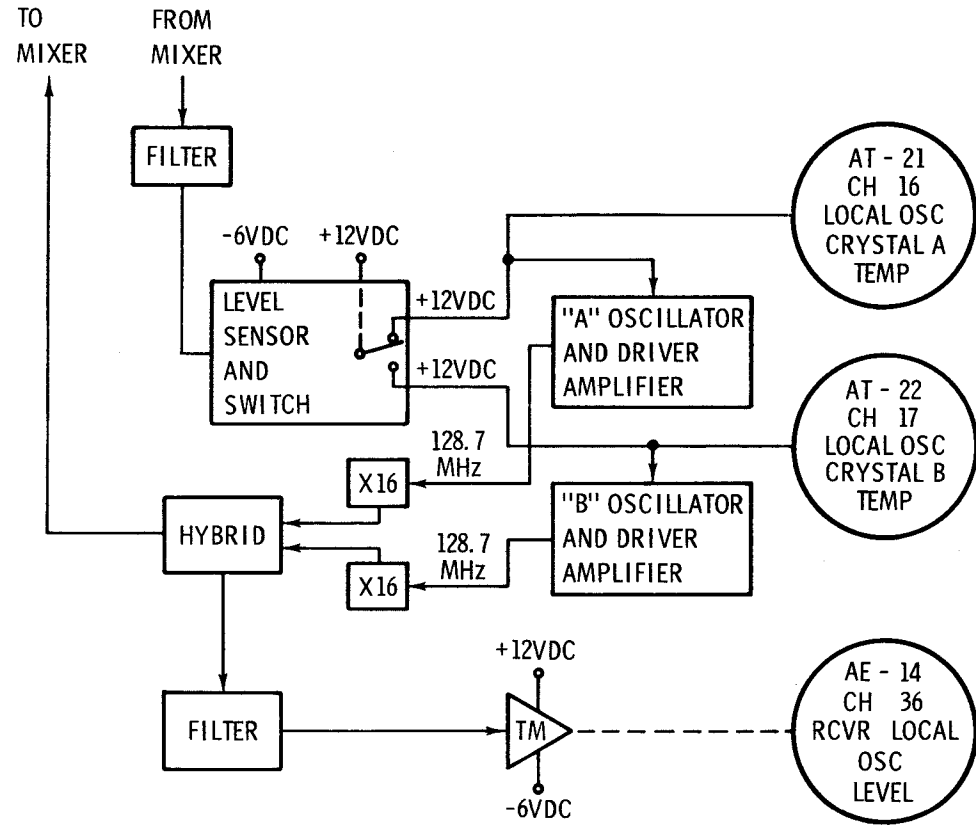 TO
MIXER
FROM
MIXER
FILTER
-6VDC
+12VDC
LEVEL
SENSOR
AND
SWITCH
+12VDC
+12VDC
AT - 21
CH 16
LOCAL OSC
CRYSTAL A
TEMP
"A" OSCILLATOR
AND DRIVER
AMPLIFIER
AT - 22
CH 17
LOCAL OSC
CRYSTAL B
TEMP
128.7
MHz
X16
"B" OSCILLATOR
AND DRIVER
AMPLIFIER
HYBRID
128.7
MHz
X16
+12VDC
FILTER
TM
-6VDC
AE - 14
CH 36
RCVR LOCAL
OSC
LEVEL